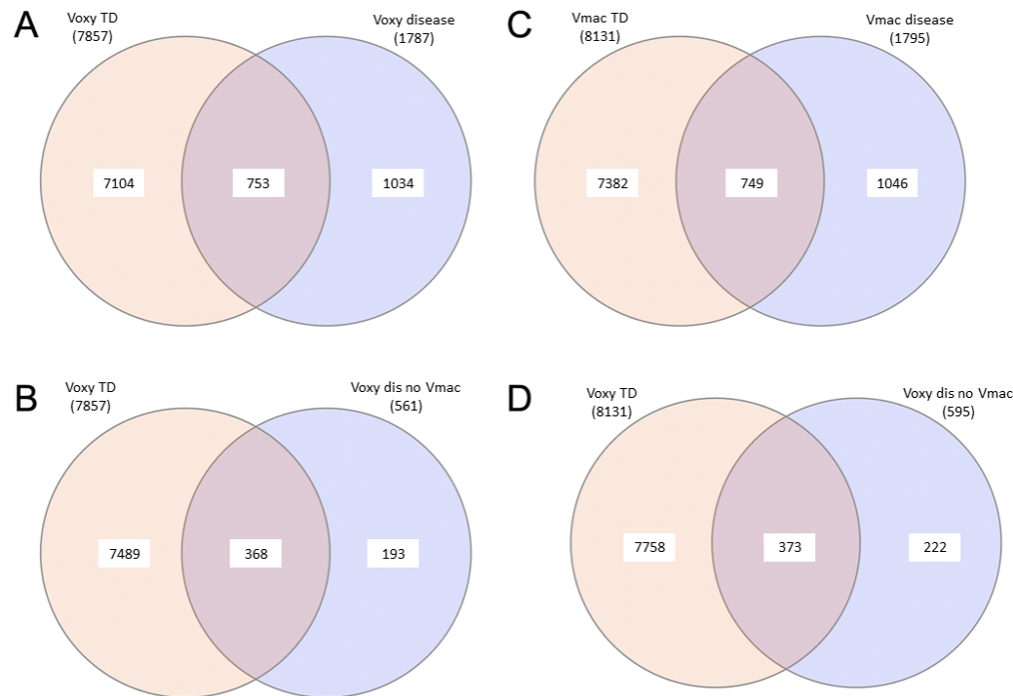 A
Voxy TD
(7857)
Voxy disease
(1787)
7104
753
1034
C
Vmac TD
(8131)
Vmac disease
(1795)
7382
749
1046
B
Voxy TD
(7857)
Voxy dis no Vmac
(561)
7489
368
193
D
Voxy TD
(8131)
Voxy dis no Vmac
(595)
7758
373
222